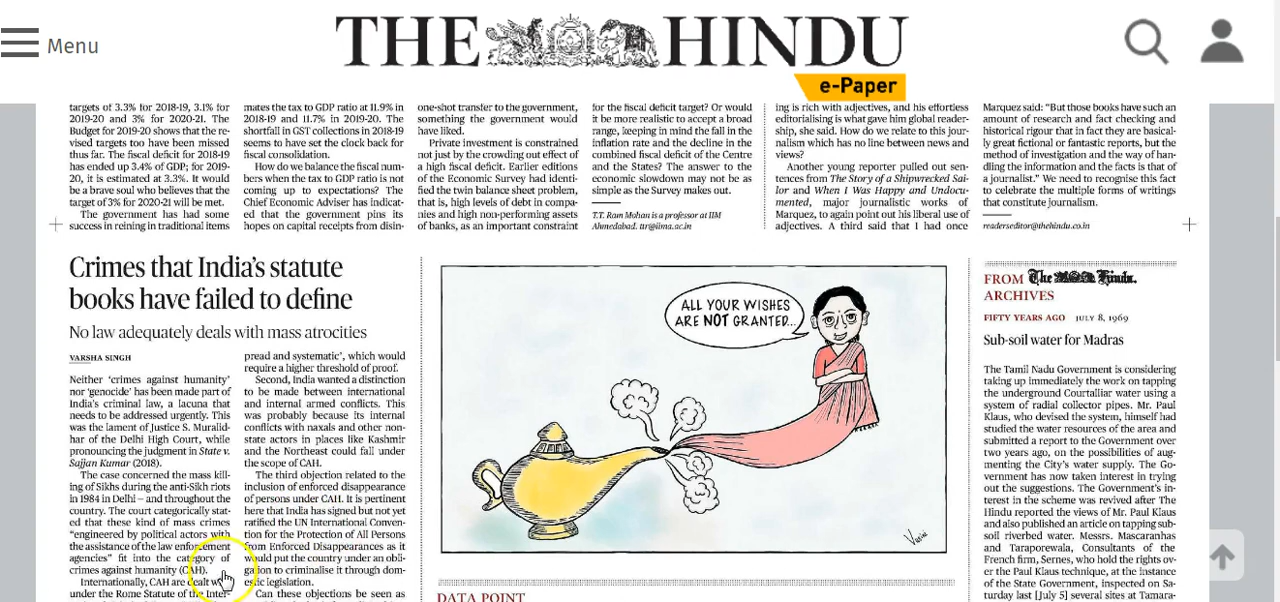 Menu
THE HINDU
e-Paper
targets of 3.3% for 2018-19, 3.1% for
2019-20 and 3% for 2020-21. The
Budget for 2019-20 shows that the re-
vised targets too have been missed
thus far. The fiscal deficit for 2018-19
has ended up 3.4% of GDP; for 2019-
20, it is estimated at 3.3%. It would
be a brave soul who believes that the
target of 3% for 2020-21 will be met.
The government has had some
success in reining in traditional items
mates the tax to GDP ratio at 11.9% in
2018-19 and 11.7% in 2019-20. The
shortfall in GST collections in 2018-19
seems to have set the clock back for
fiscal consolidation.
How do we balance the fiscal num-
bers when the tax to GDP ratio is not
coming up to expectations? The
Chief Economic Adviser has indicat-
ed that the government pins its
hopes on capital receipts from disin-
one-shot transfer to the government,
something the government would
have liked.
Private investment is constrained
not just by the crowding out effect of
a high fiscal deficit. Earlier editions
of the Economic Survey had identi-
fied the twin balance sheet problem,
that is, high levels of debt in compa-
nies and high non-performing assets
of banks, as an important constraint
for the fiscal deficit target? Or would
it be more realistic to accept a broad
range, keeping in mind the fall in the
inflation rate and the decline in the
combined fiscal deficit of the Centre
and the States? The answer to the
economic slowdown may not be as
simple as the Survey makes out.
T.T. Ram Mohan is a professor at IIM
Ahmedabad. ttr@iima.ac.in
ing is rich with adjectives, and his effortless
editorialising is what gave him global reader-
ship, she said. How do we relate to this jour-
nalism which has no line between news and
views?
Another young reporter pulled out sen-
tences from The Story of a Shipwrecked Sai-
lor and When I Was Happy and Undocu-
mented, major journalistic works of
Marquez, to again point out his liberal use of
adjectives. A third said that I had once
Marquez said: “But those books have such an
amount of research and fact checking and
historical rigour that in fact they are basical-
ly great fictional or fantastic reports, but the
method of investigation and the way of han-
dling the information and the facts is that of
a journalist.” We need to recognise this fact
to celebrate the multiple forms of writings
that constitute journalism.
readerseditor@thehindu.co.in
Crimes that India’s statute
books have failed to define
No law adequately deals with mass atrocities
VARSHA SINGH
Neither ‘crimes against humanity’
nor ‘genocide’ has been made part of
India’s criminal law, a lacuna that
needs to be addressed urgently. This
was the lament of Justice S. Muralid-
har of the Delhi High Court, while
pronouncing the judgment in State v.
Sajjan Kumar (2018).
The case concerned the mass kill-
ing of Sikhs during the anti-Sikh riots
in 1984 in Delhi — and throughout the
country. The court categorically stat-
ed that these kind of mass crimes
“engineered by political actors with
the assistance of the law enforcement
agencies” fit into the category of
crimes against humanity (CAH).
Internationally, CAH are dealt w
under the Rome Statute of the Inter-
pread and systematic’, which would
require a higher threshold of proof.
Second, India wanted a distinction
to be made between international
and internal armed conflicts. This
was probably because its internal
conflicts with naxals and other non-
state actors in places like Kashmir
and the Northeast could fall under
the scope of CAH.
The third objection related to the
inclusion of enforced disappearance
of persons under CAH. It is pertinent
here that India has signed but not yet
ratified the UN International Conven-
tion for the Protection of All Persons
from Enforced Disappearances as it
would put the country under an obli-
gation to criminalise it through dom-
estic legislation.
Can these objections be seen as
ALL YOUR WISHES
ARE NOT GRANTED...
DATA POINT
FROM The Hindu.
ARCHIVES
FIFTY YEARS AGO JULY 8, 1969
Sub-soil water for Madras
The Tamil Nadu Government is considering
taking up immediately the work on tapping
the underground Courtalliar water using a
system of radial collector pipes. Mr. Paul
Klaus, who devised the system, himself had
studied the water resources of the area and
submitted a report to the Government over
two years ago, on the possibilities of aug-
menting the City’s water supply. The Go-
vernment has now taken interest in trying
out the suggestions. The Government’s in-
terest in the scheme was revived after The
Hindu reported the views of Mr. Paul Klaus
and also published an article on tapping sub-
soil riverbed water. Messrs. Mascaranhas
and Taraporewala, Consultants of the
French firm, Sernes, who hold the rights ov-
er the Paul Klaus technique, at the instance
of the State Government, inspected on Sa-
turday last [July 5] several sites at Tamara-